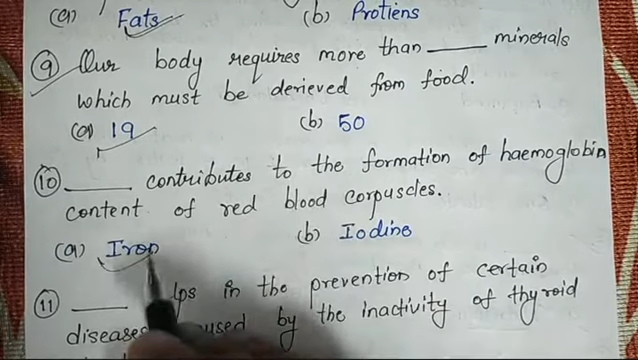 (a) Fats (b) Protiens
(9) Our body requires more than ____ minerals
which must be derieved from food.
(a) 19 (b) 50
(10) ____ contributes to the formation of haemoglobin
content of red blood corpuscles.
(a) Iron (b) Iodine
(11) ____ lps in the prevention of certain
diseases used by the inactivity of thyroid